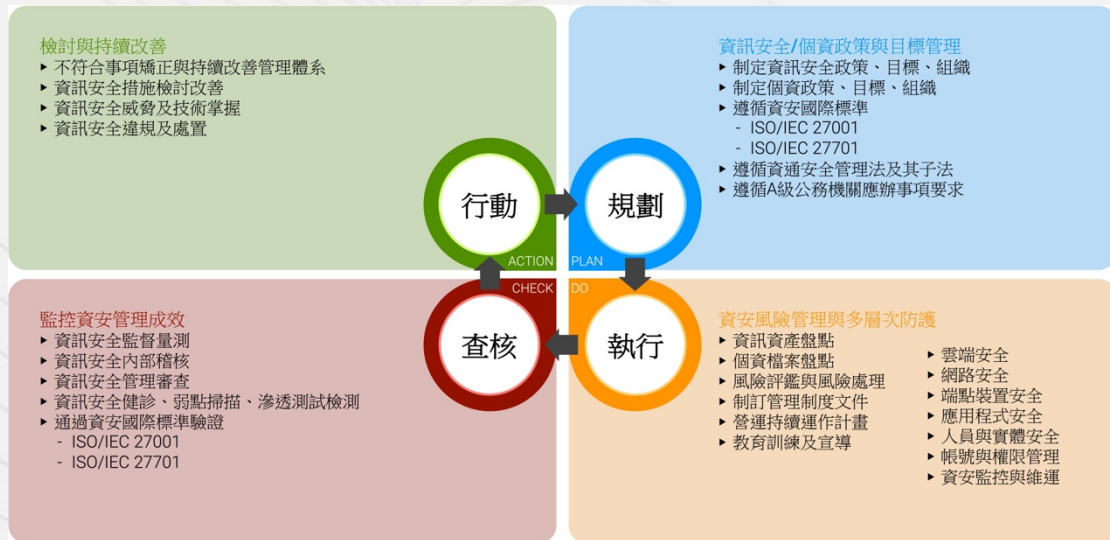 檢討與持續改善
▸ 不符合事項矯正與持續改善管理體系
▸ 資訊安全措施檢討改善
▸ 資訊安全威脅及技術掌握
▸ 資訊安全違規及處置
資訊安全/個資政策與目標管理
▸ 制定資訊安全政策、目標、組織
▸ 制定個資政策、目標、組織
▸ 遵循資安國際標準
- ISO/IEC 27001
- ISO/IEC 27701
▸ 遵循資通安全管理法及其子法
▸ 遵循A級公務機關應辦事項要求
行動
規劃
ACTION
PLAN
CHECK
DO
查核
執行
監控資安管理成效
▸ 資訊安全監督量測
▸ 資訊安全內部稽核
▸ 資訊安全管理審查
▸ 資訊安全健診、弱點掃描、滲透測試檢測
▸ 通過資安國際標準驗證
- ISO/IEC 27001
- ISO/IEC 27701
資安風險管理與多層次防護
▸ 資訊資產盤點
▸ 個資檔案盤點
▸ 風險評鑑與風險處理
▸ 制訂管理制度文件
▸ 營運持續運作計畫
▸ 教育訓練及宣導
▸ 雲端安全
▸ 網路安全
▸ 端點裝置安全
▸ 應用程式安全
▸ 人員與實體安全
▸ 帳號與權限管理
▸ 資安監控與維運